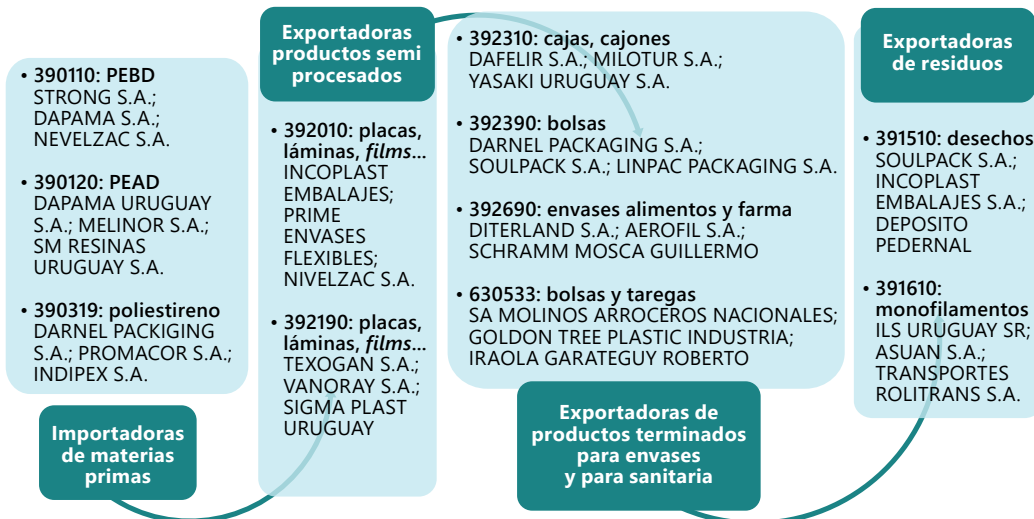 • 390110: PEBD
STRONG S.A.;
DAPAMA S.A.;
NEVELZAC S.A.
• 390120: PEAD
DAPAMA URUGUAY
S.A.; MELINOR S.A.;
SM RESINAS
URUGUAY S.A.
• 390319: poliestireno
DARNEL PACKIGING
S.A.; PROMACOR S.A.;
INDIPEX S.A.
Importadoras
de materias
primas
Exportadoras
productos semi
procesados
• 392010: placas,
láminas, films...
INCOPLAST
EMBALAJES;
PRIME
ENVASES
FLEXIBLES;
NIVELZAC S.A.
• 392190: placas,
láminas, films...
TEXOGAN S.A.;
VANORAY S.A.;
SIGMA PLAST
URUGUAY
• 392310: cajas, cajones
DAFELIR S.A.; MILOTUR S.A.;
YASAKI URUGUAY S.A.
• 392390: bolsas
DARNEL PACKAGING S.A.;
SOULPACK S.A.; LINPAC PACKAGING S.A.
• 392690: envases alimentos y farma
DITERLAND S.A.; AEROFIL S.A.;
SCHRAMM MOSCA GUILLERMO
• 630533: bolsas y taregas
SA MOLINOS ARROCEROS NACIONALES;
GOLDON TREE PLASTIC INDUSTRIA;
IRAOLA GARATEGUY ROBERTO
Exportadoras de
productos terminados
para envases
y para sanitaria
Exportadoras
de residuos
• 391510: desechos
SOULPACK S.A.;
INCOPLAST
EMBALAJES S.A.;
DEPOSITO
PEDERNAL
• 391610:
monofilamentos
ILS URUGUAY SR;
ASUAN S.A.;
TRANSPORTES
ROLITRANS S.A.